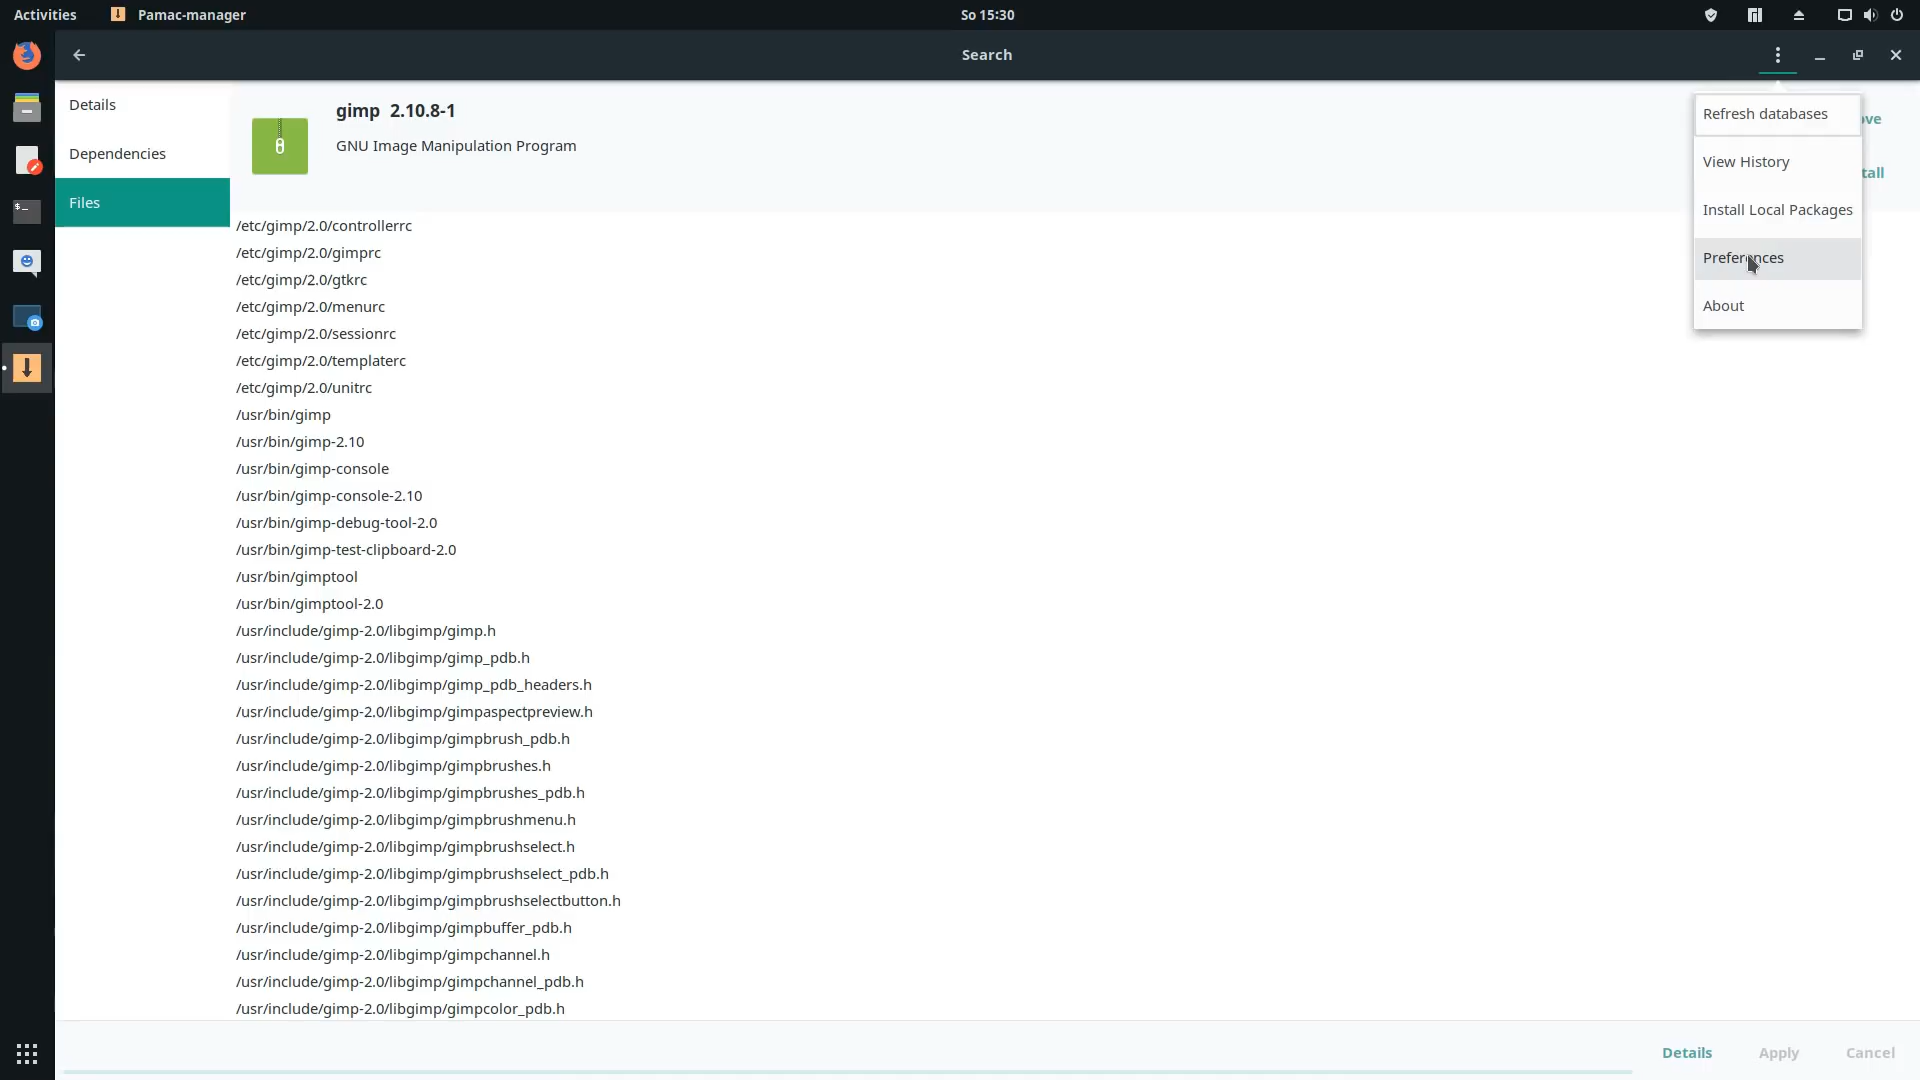 Activities Pamac-manager So 15:30
Search
Details
Dependencies
Files
gimp 2.10.8-1
GNU Image Manipulation Program
Refresh databases
View History
Install Local Packages
Preferences
About
/etc/gimp/2.0/controllerrc
/etc/gimp/2.0/gimprc
/etc/gimp/2.0/gtkrc
/etc/gimp/2.0/menurc
/etc/gimp/2.0/sessionrc
/etc/gimp/2.0/templaterc
/etc/gimp/2.0/unitrc
/usr/bin/gimp
/usr/bin/gimp-2.10
/usr/bin/gimp-console
/usr/bin/gimp-console-2.10
/usr/bin/gimp-debug-tool-2.0
/usr/bin/gimp-test-clipboard-2.0
/usr/bin/gimptool
/usr/bin/gimptool-2.0
/usr/include/gimp-2.0/libgimp/gimp.h
/usr/include/gimp-2.0/libgimp/gimp_pdb.h
/usr/include/gimp-2.0/libgimp/gimp_pdb_headers.h
/usr/include/gimp-2.0/libgimp/gimpaspectpreview.h
/usr/include/gimp-2.0/libgimp/gimpbrush_pdb.h
/usr/include/gimp-2.0/libgimp/gimpbrushes.h
/usr/include/gimp-2.0/libgimp/gimpbrushes_pdb.h
/usr/include/gimp-2.0/libgimp/gimpbrushmenu.h
/usr/include/gimp-2.0/libgimp/gimpbrushselect.h
/usr/include/gimp-2.0/libgimp/gimpbrushselect_pdb.h
/usr/include/gimp-2.0/libgimp/gimpbrushselectbutton.h
/usr/include/gimp-2.0/libgimp/gimpbuffer_pdb.h
/usr/include/gimp-2.0/libgimp/gimpchannel.h
/usr/include/gimp-2.0/libgimp/gimpchannel_pdb.h
/usr/include/gimp-2.0/libgimp/gimpcolor_pdb.h
Details Apply Cancel